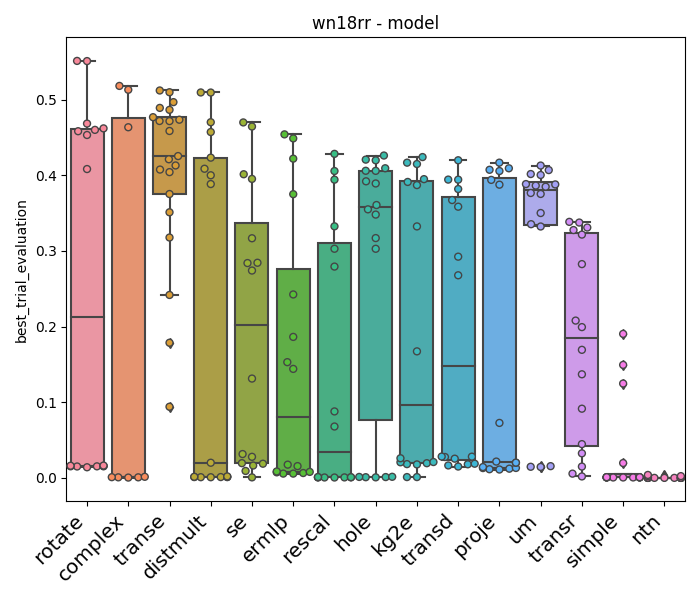 wn18rr - model
best_trial_evaluation
0.5
0.4
0.3
0.2
0.1
0.0
rotate
complex
transe
distmult
se
ermlp
rescal
hole
kg2e
transd
proje
um
transr
simple
ntn